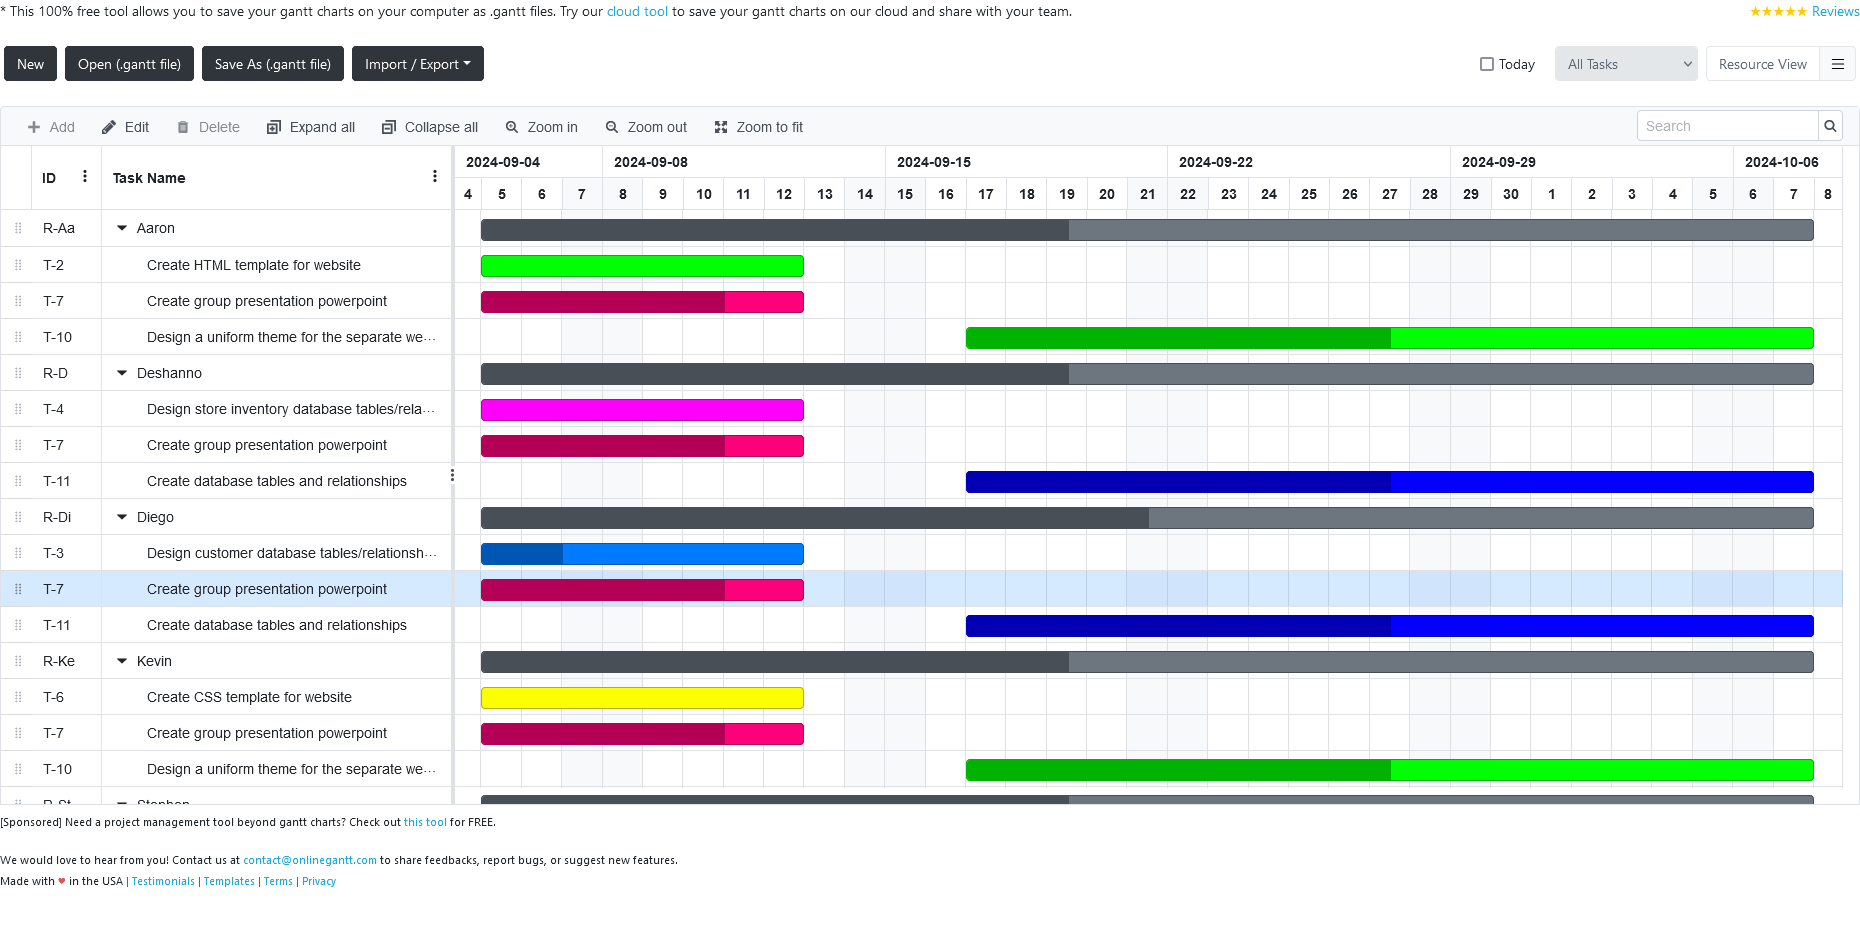 * This 100% free tool allows you to save your gantt charts on your computer as .gantt files. Try our cloud tool to save your gantt charts on our cloud and share with your team.
★★★★★ Reviews
New Open (.gantt file) Save As (.gantt file) Import / Export
Today All Tasks Resource View
Add Edit Delete Expand all Collapse all Zoom in Zoom out Zoom to fit Search
ID Task Name
2024-09-04 2024-09-08 2024-09-15 2024-09-22 2024-09-29 2024-10-06
4 5 6 7 8 9 10 11 12 13 14 15 16 17 18 19 20 21 22 23 24 25 26 27 28 29 30 1 2 3 4 5 6 7 8
R-Aa Aaron
T-2 Create HTML template for website
T-7 Create group presentation powerpoint
T-10 Design a uniform theme for the separate we...
R-D Deshanno
T-4 Design store inventory database tables/rela...
T-7 Create group presentation powerpoint
T-11 Create database tables and relationships
R-Di Diego
T-3 Design customer database tables/relationsh...
T-7 Create group presentation powerpoint
T-11 Create database tables and relationships
R-Ke Kevin
T-6 Create CSS template for website
T-7 Create group presentation powerpoint
T-10 Design a uniform theme for the separate we...
[Sponsored] Need a project management tool beyond gantt charts? Check out this tool for FREE.
We would love to hear from you! Contact us at contact@onlinegantt.com to share feedbacks, report bugs, or suggest new features.
Made with ♥ in the USA | Testimonials | Templates | Terms | Privacy